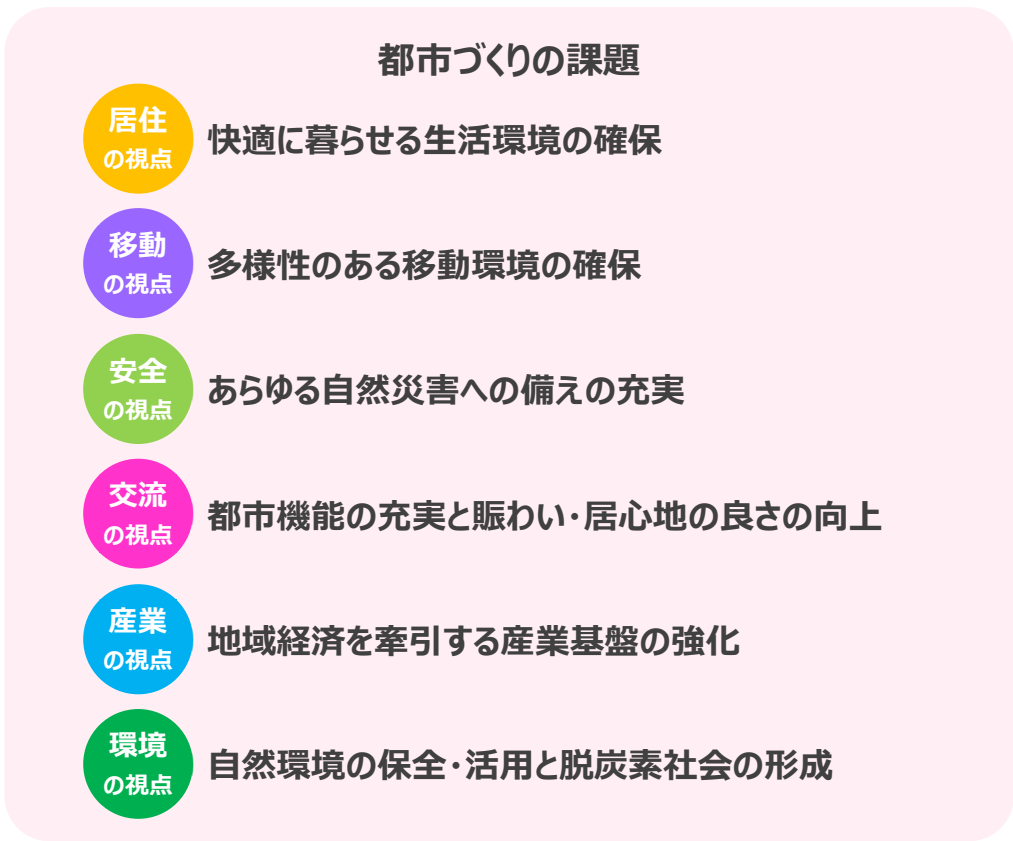 都市づくりの課題
居住
の視点
快適に暮らせる生活環境の確保
移動
の視点
多様性のある移動環境の確保
安全
の視点
あらゆる自然災害への備えの充実
交流
の視点
都市機能の充実と賑わい・居心地の良さの向上
産業
の視点
地域経済を牽引する産業基盤の強化
環境
の視点
自然環境の保全・活用と脱炭素社会の形成